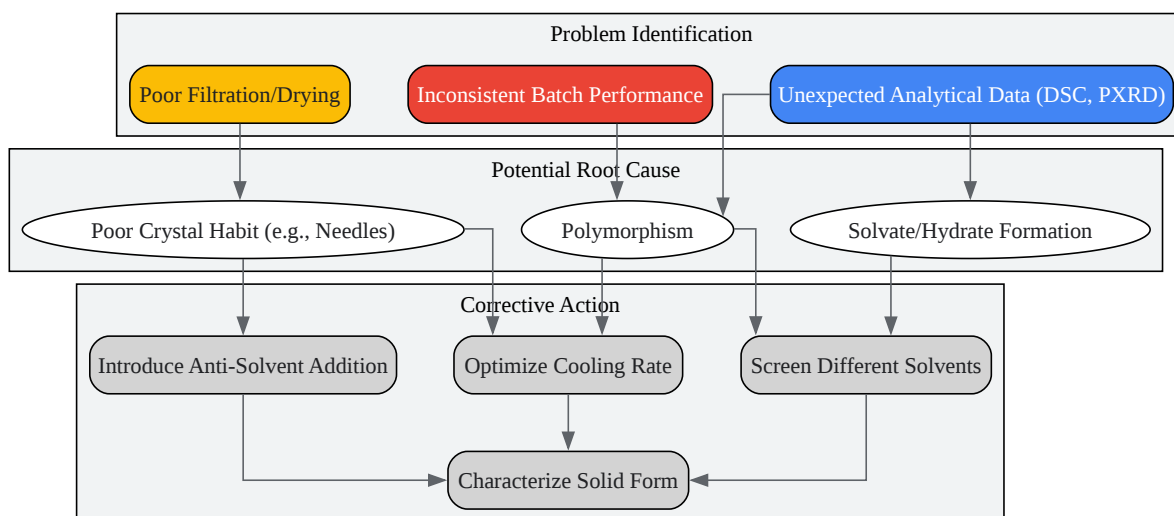 Problem Identification
Poor Filtration/Drying
Inconsistent Batch Performance
Unexpected Analytical Data (DSC, PXRD)
Potential Root Cause
Poor Crystal Habit (e.g., Needles)
Polymorphism
Solvate/Hydrate Formation
Corrective Action
Introduce Anti-Solvent Addition
Optimize Cooling Rate
Screen Different Solvents
Characterize Solid Form